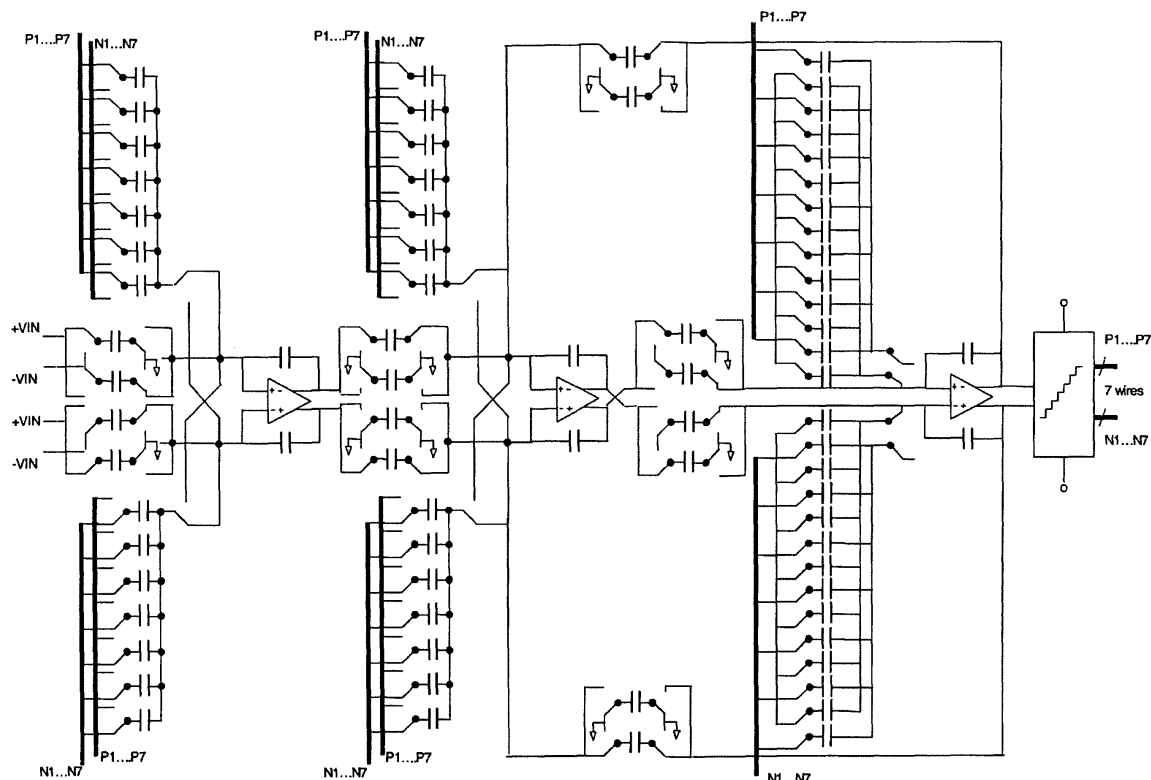 P1....P7
N1...N7
P1....P7
N1...N7
P1....P7
+VIN
-VIN
+VIN
-VIN
+ -
- +
+ -
- +
+ -
- +
P1....P7
7 wires
N1...N7
P1...P7
N1...N7
P1...P7
N1...N7
N1...N7